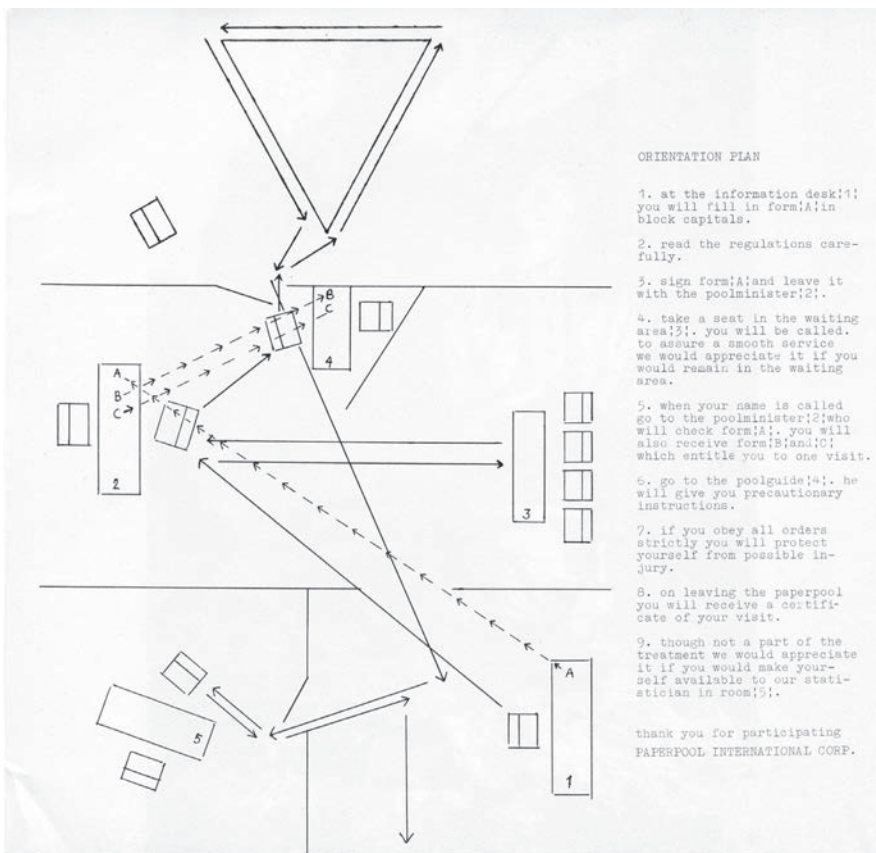 B
C
4
A
B
C
2
3
A
5
1
ORIENTATION PLAN
1. at the information desk¦1¦
you will fill in form¦A¦in
block capitals.
2. read the regulations care-
fully.
3. sign form¦A¦and leave it
with the poolminister¦2¦.
4. take a seat in the waiting
area¦3¦. you will be called.
to assure a smooth service
we would appreciate it if you
would remain in the waiting
area.
5. when your name is called
go to the poolminister¦2¦who
will check form¦A¦. you will
also receive form¦B¦and¦C¦
which entitle you to one visit.
6. go to the poolguide¦4¦. he
will give you precautionary
instructions.
7. if you obey all orders
strictly you will protect
yourself from possible in-
jury.
8. on leaving the paperpool
you will receive a certifi-
cate of your visit.
9. though not a part of the
treatment we would appreciate
it if you would make your-
self available to our stati-
stician in room¦5¦.
thank you for participating
PAPERPOOL INTERNATIONAL CORP.